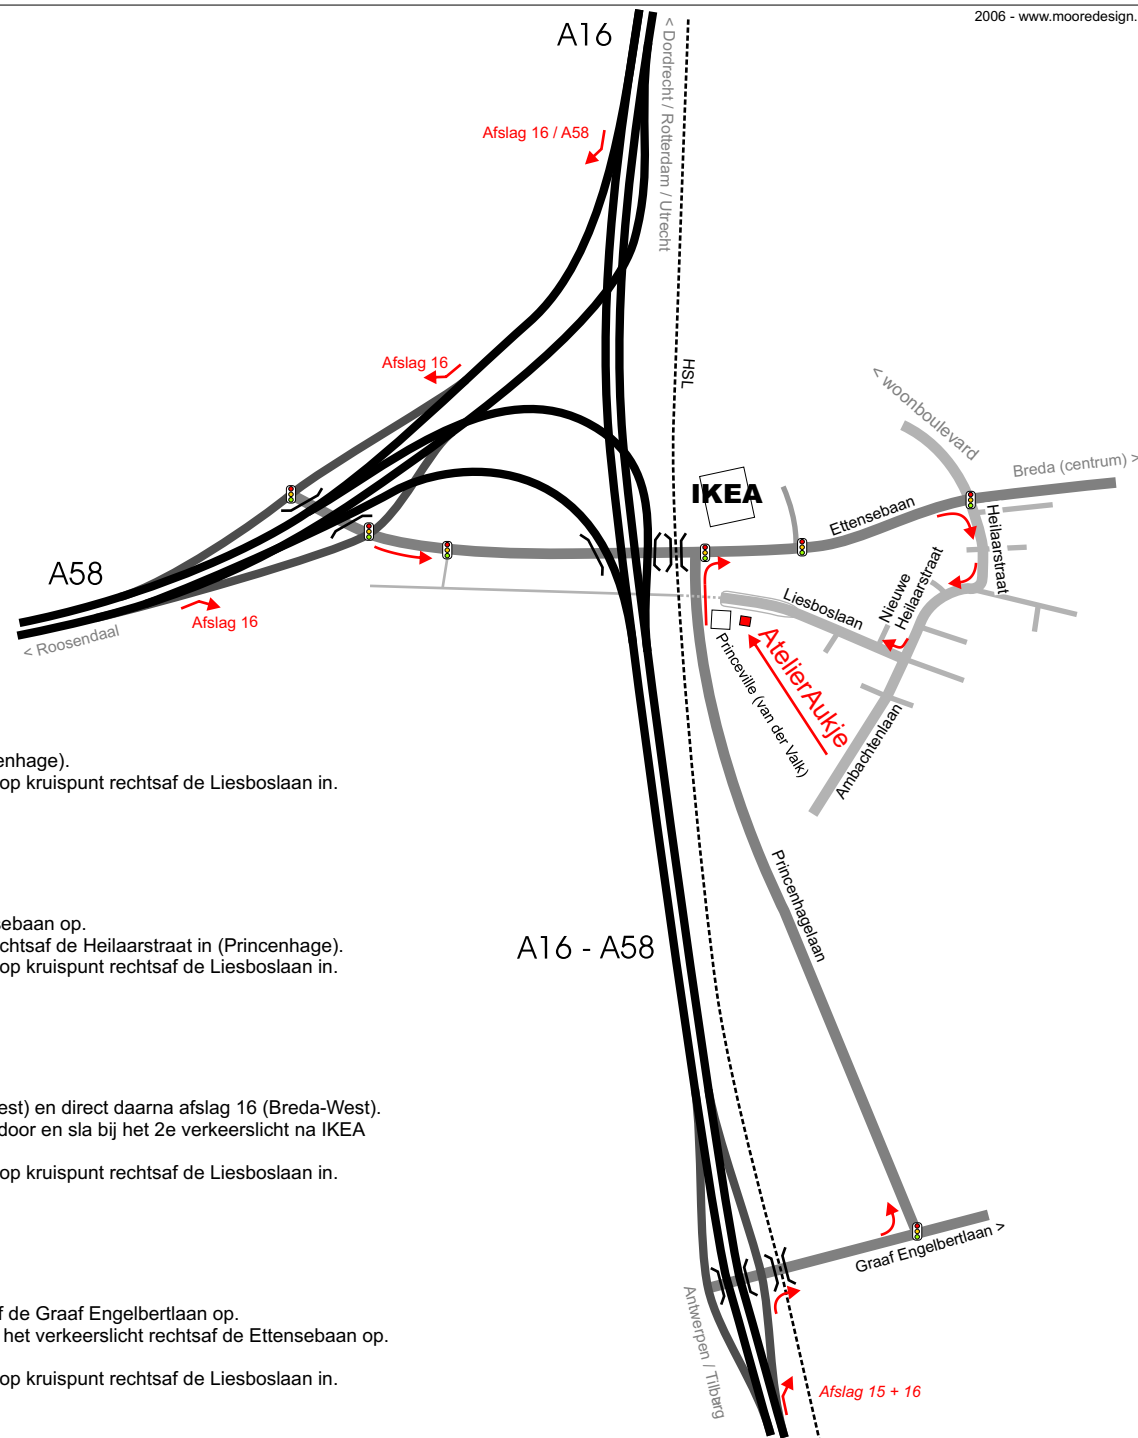 2006 - www.mooredesign.
A16
< Dordrecht / Rotterdam / Utrecht
Afslag 16 / A58
HSL
Afslag 16
< woonboulevard
Breda (centrum) >
IKEA
Ettensebaan
Heilaarstraat
A58
Nieuwe
Heilaarstraat
Liesboslaan
Afslag 16
< Roosendaal
Princeville (van der Valk)
AtelierAukje
Ambachtenlaan
enhage).
op kruispunt rechtsaf de Liesboslaan in.
Princenhagelaan
sebaan op.
chtsaf de Heilaarstraat in (Princenhage).
op kruispunt rechtsaf de Liesboslaan in.
A16 - A58
est) en direct daarna afslag 16 (Breda-West).
door en sla bij het 2e verkeerslicht na IKEA
op kruispunt rechtsaf de Liesboslaan in.
Graaf Engelbertlaan >
f de Graaf Engelbertlaan op.
het verkeerslicht rechtsaf de Ettensebaan op.
op kruispunt rechtsaf de Liesboslaan in.
Antwerpen / Tilburg
Afslag 15 + 16